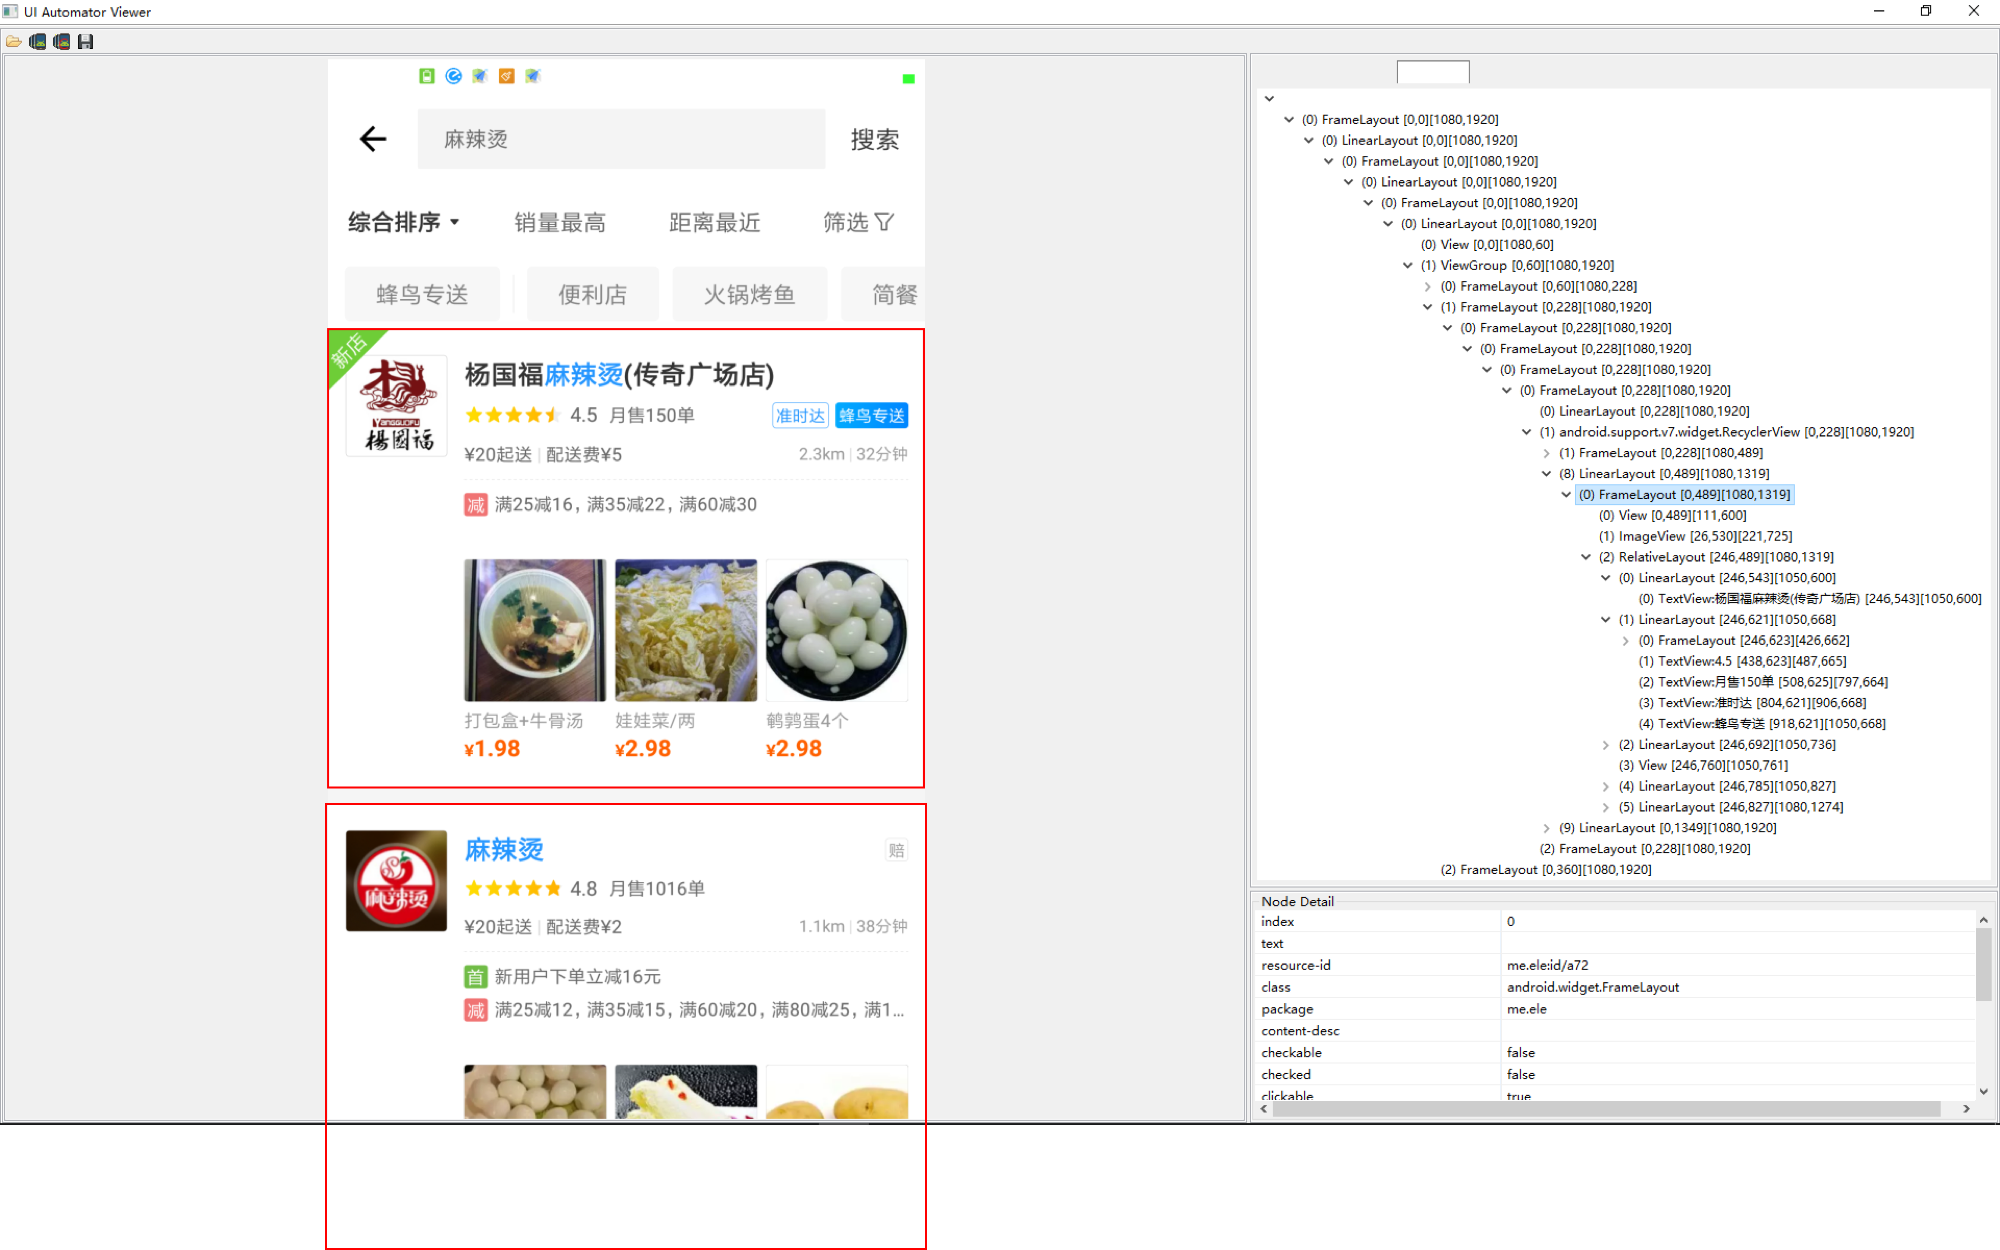 UI Automator Viewer
麻辣烫
搜索
综合排序 销量最高 距离最近 筛选
蜂鸟专送 便利店 火锅烤鱼 简餐
新店
YANGGUOFU
楊國福
杨国福麻辣烫(传奇广场店)
4.5 月售150单 准时达 蜂鸟专送
¥20起送 | 配送费¥5 2.3km | 32分钟
减 满25减16，满35减22，满60减30
打包盒+牛骨汤 娃娃菜/两 鹌鹑蛋4个
¥1.98 ¥2.98 ¥2.98
麻辣烫
麻辣烫 赔
4.8 月售1016单
¥20起送 | 配送费¥2 1.1km | 38分钟
首 新用户下单立减16元
减 满25减12，满35减15，满60减20，满80减25，满1...
(0) FrameLayout [0,0][1080,1920]
(0) LinearLayout [0,0][1080,1920]
(0) FrameLayout [0,0][1080,1920]
(0) LinearLayout [0,0][1080,1920]
(0) FrameLayout [0,0][1080,1920]
(0) LinearLayout [0,0][1080,1920]
(0) View [0,0][1080,60]
(1) ViewGroup [0,60][1080,1920]
(0) FrameLayout [0,60][1080,228]
(1) FrameLayout [0,228][1080,1920]
(0) FrameLayout [0,228][1080,1920]
(0) FrameLayout [0,228][1080,1920]
(0) FrameLayout [0,228][1080,1920]
(0) FrameLayout [0,228][1080,1920]
(0) LinearLayout [0,228][1080,1920]
(1) android.support.v7.widget.RecyclerView [0,228][1080,1920]
(1) FrameLayout [0,228][1080,489]
(8) LinearLayout [0,489][1080,1319]
(0) FrameLayout [0,489][1080,1319]
(0) View [0,489][111,600]
(1) ImageView [26,530][221,725]
(2) RelativeLayout [246,489][1080,1319]
(0) LinearLayout [246,543][1050,600]
(0) TextView:杨国福麻辣烫(传奇广场店) [246,543][1050,600]
(1) LinearLayout [246,621][1050,668]
(0) FrameLayout [246,623][426,662]
(1) TextView:4.5 [438,623][487,665]
(2) TextView:月售150单 [508,625][797,664]
(3) TextView:准时达 [804,621][906,668]
(4) TextView:蜂鸟专送 [918,621][1050,668]
(2) LinearLayout [246,692][1050,736]
(3) View [246,760][1050,761]
(4) LinearLayout [246,785][1050,827]
(5) LinearLayout [246,827][1080,1274]
(9) LinearLayout [0,1349][1080,1920]
(2) FrameLayout [0,228][1080,1920]
(2) FrameLayout [0,360][1080,1920]
Node Detail
index 0
text
resource-id me.ele:id/a72
class android.widget.FrameLayout
package me.ele
content-desc
checkable false
checked false
clickable true